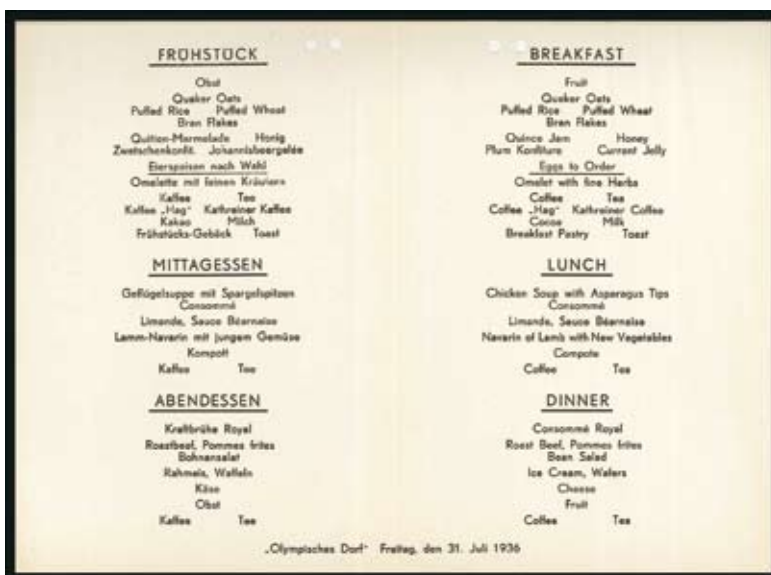 FRÜHSTÜCK
Obst
Quaker Oats
Puffed Rice Puffed Wheat
Bran Flakes
Quitten-Marmelade Honig
Zwetschenkonfit. Johannisbeergelée
Eierspeisen nach Wahl
Omelette mit feinen Kräutern
Kaffee Tee
Kaffee „Hag“ Kathreiner Kaffee
Kakao Milch
Frühstücks-Gebäck Toast
MITTAGESSEN
Geflügelsuppe mit Spargelspitzen
Consommé
Limande, Sauce Béarnaise
Lamm-Navarin mit jungem Gemüse
Kompott
Kaffee Tee
ABENDESSEN
Kraftbrühe Royal
Roastbeef, Pommes frites
Bohnensalat
Rahmeis, Waffeln
Käse
Obst
Kaffee Tee
BREAKFAST
Fruit
Quaker Oats
Puffed Rice Puffed Wheat
Bran Flakes
Quince Jam Honey
Plum Konfiture Currant Jelly
Eggs to Order
Omelet with fine Herbs
Coffee Tea
Coffee „Hag“ Kathreiner Coffee
Cocoa Milk
Breakfast Pastry Toast
LUNCH
Chicken Soup with Asparagus Tips
Consommé
Limande, Sauce Béarnaise
Navarin of Lamb with New Vegetables
Compote
Coffee Tea
DINNER
Consommé Royal
Roast Beef, Pommes frites
Bean Salad
Ice Cream, Wafers
Cheese
Fruit
Coffee Tea
„Olympisches Dorf“ Freitag, den 31. Juli 1936